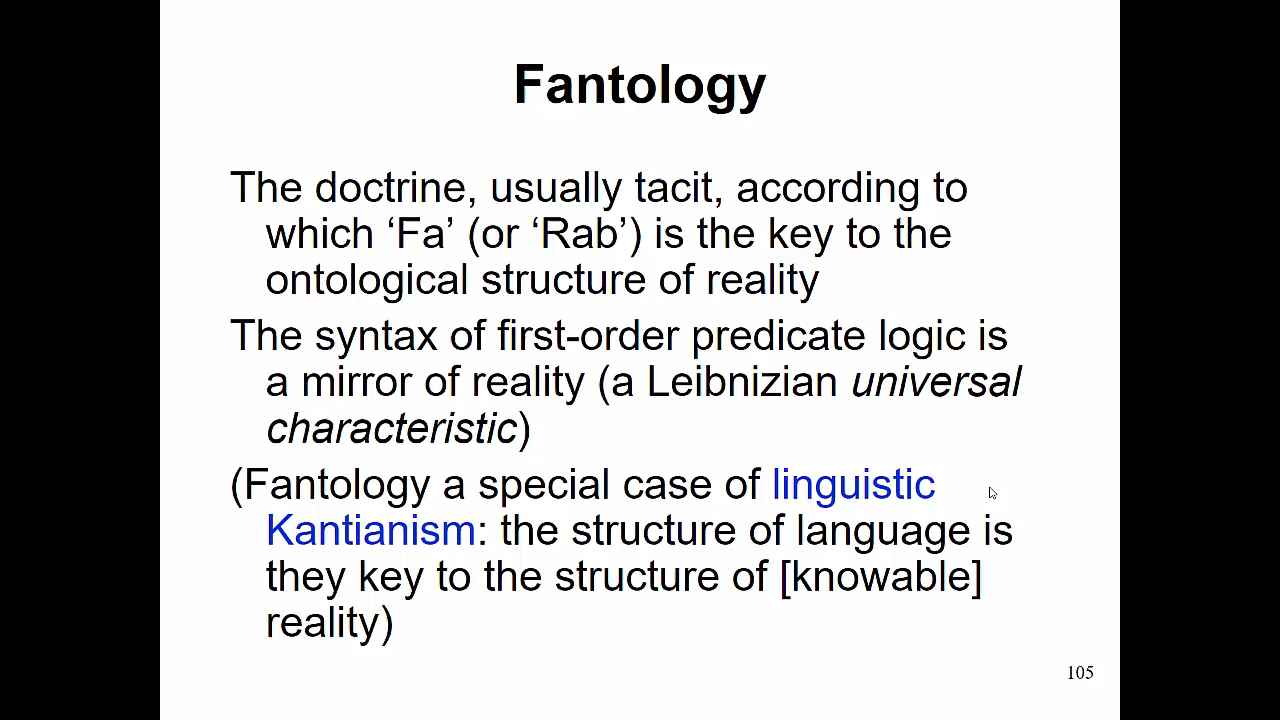 Fantology
The doctrine, usually tacit, according to
which ‘Fa’ (or ‘Rab’) is the key to the
ontological structure of reality
The syntax of first-order predicate logic is
a mirror of reality (a Leibnizian universal
characteristic)
(Fantology a special case of linguistic
Kantianism: the structure of language is
they key to the structure of [knowable]
reality)
105